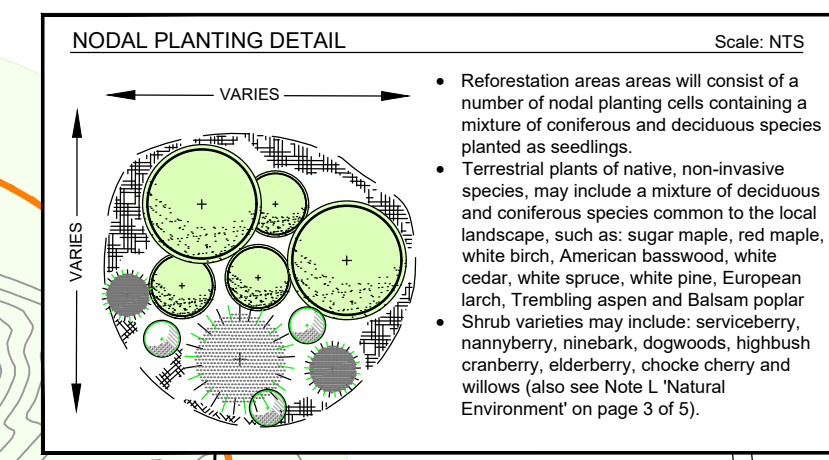 NODAL PLANTING DETAIL Scale: NTS
VARIES
VARIES
• Reforestation areas areas will consist of a
number of nodal planting cells containing a
mixture of coniferous and deciduous species
planted as seedlings.
• Terrestrial plants of native, non-invasive
species, may include a mixture of deciduous
and coniferous species common to the local
landscape, such as: sugar maple, red maple,
white birch, American basswood, white
cedar, white spruce, white pine, European
larch, Trembling aspen and Balsam poplar
• Shrub varieties may include: serviceberry,
nannyberry, ninebark, dogwoods, highbush
cranberry, elderberry, chocke cherry and
willows (also see Note L 'Natural
Environment' on page 3 of 5).